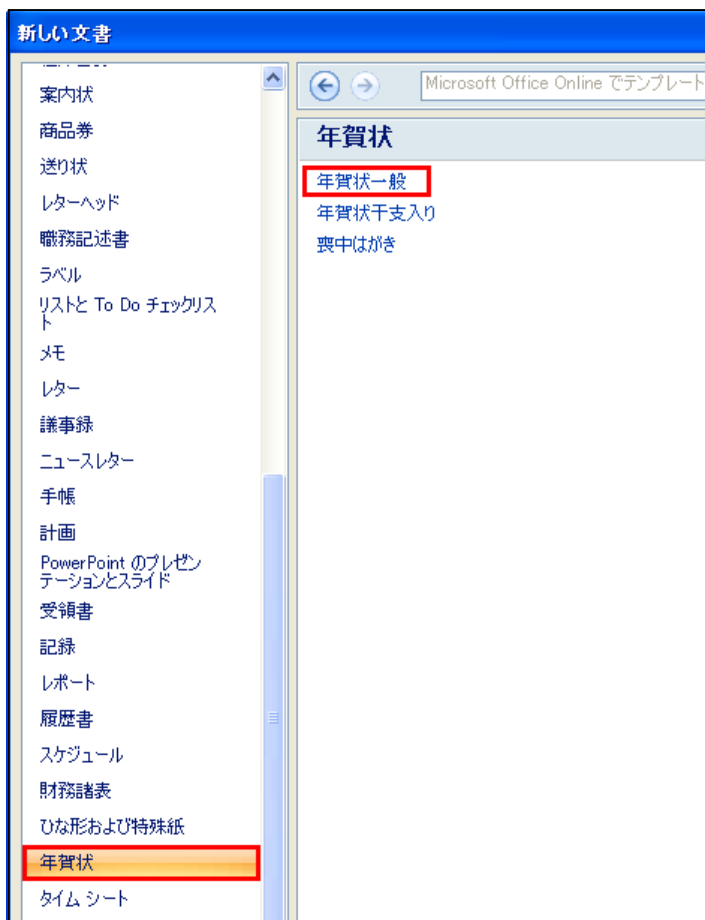 新しい文書
案内状
商品券
送り状
レターヘッド
職務記述書
ラベル
リストと To Do チェックリス
ト
メモ
レター
議事録
ニュースレター
手帳
計画
PowerPoint のプレゼン
テーションとスライド
受領書
記録
レポート
履歴書
スケジュール
財務諸表
ひな形および特殊紙
年賀状
タイム シート
Microsoft Office Online でテンプレート
年賀状
年賀状一般
年賀状干支入り
喪中はがき